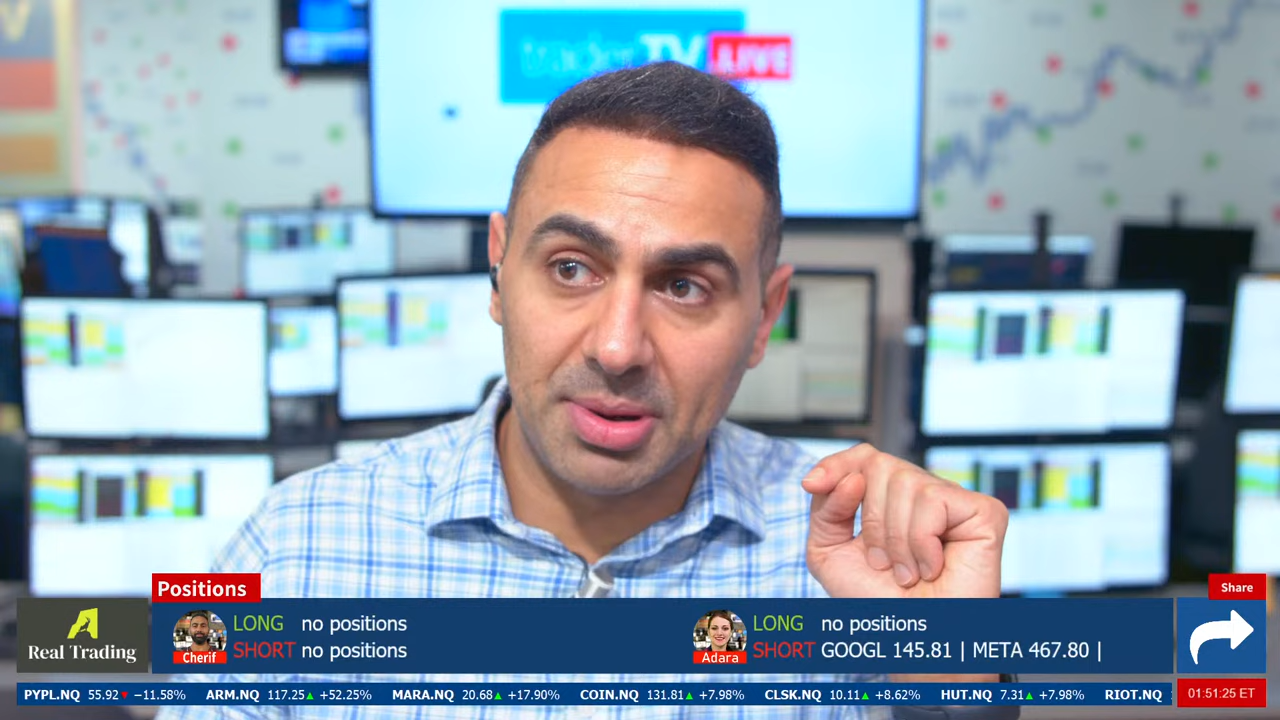 traderTV.LIVE
Positions
Share
LONG no positions
SHORT no positions
Cherif
LONG no positions
SHORT GOOGL 145.81 | META 467.80 |
Adara
Real Trading
PYPL.NQ 55.92▼ −11.58% ARM.NQ 117.25▲ +52.25% MARA.NQ 20.68▲ +17.90% COIN.NQ 131.81▲ +7.98% CLSK.NQ 10.11▲ +8.62% HUT.NQ 7.31▲ +7.98% RIOT.NQ
01:51:25 ET